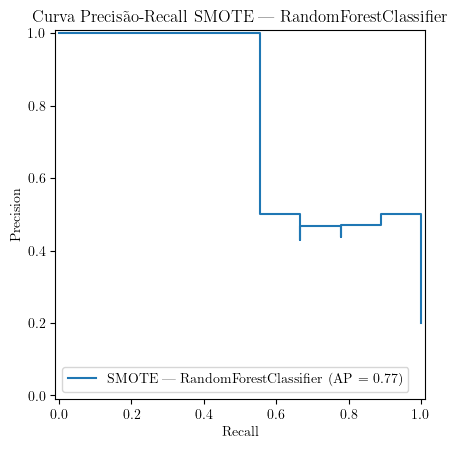 Curva Precisão-Recall SMOTE — RandomForestClassifier
1.0
0.8
0.6
0.4
0.2
0.0
Precision
SMOTE — RandomForestClassifier (AP = 0.77)
0.0 0.2 0.4 0.6 0.8 1.0
Recall